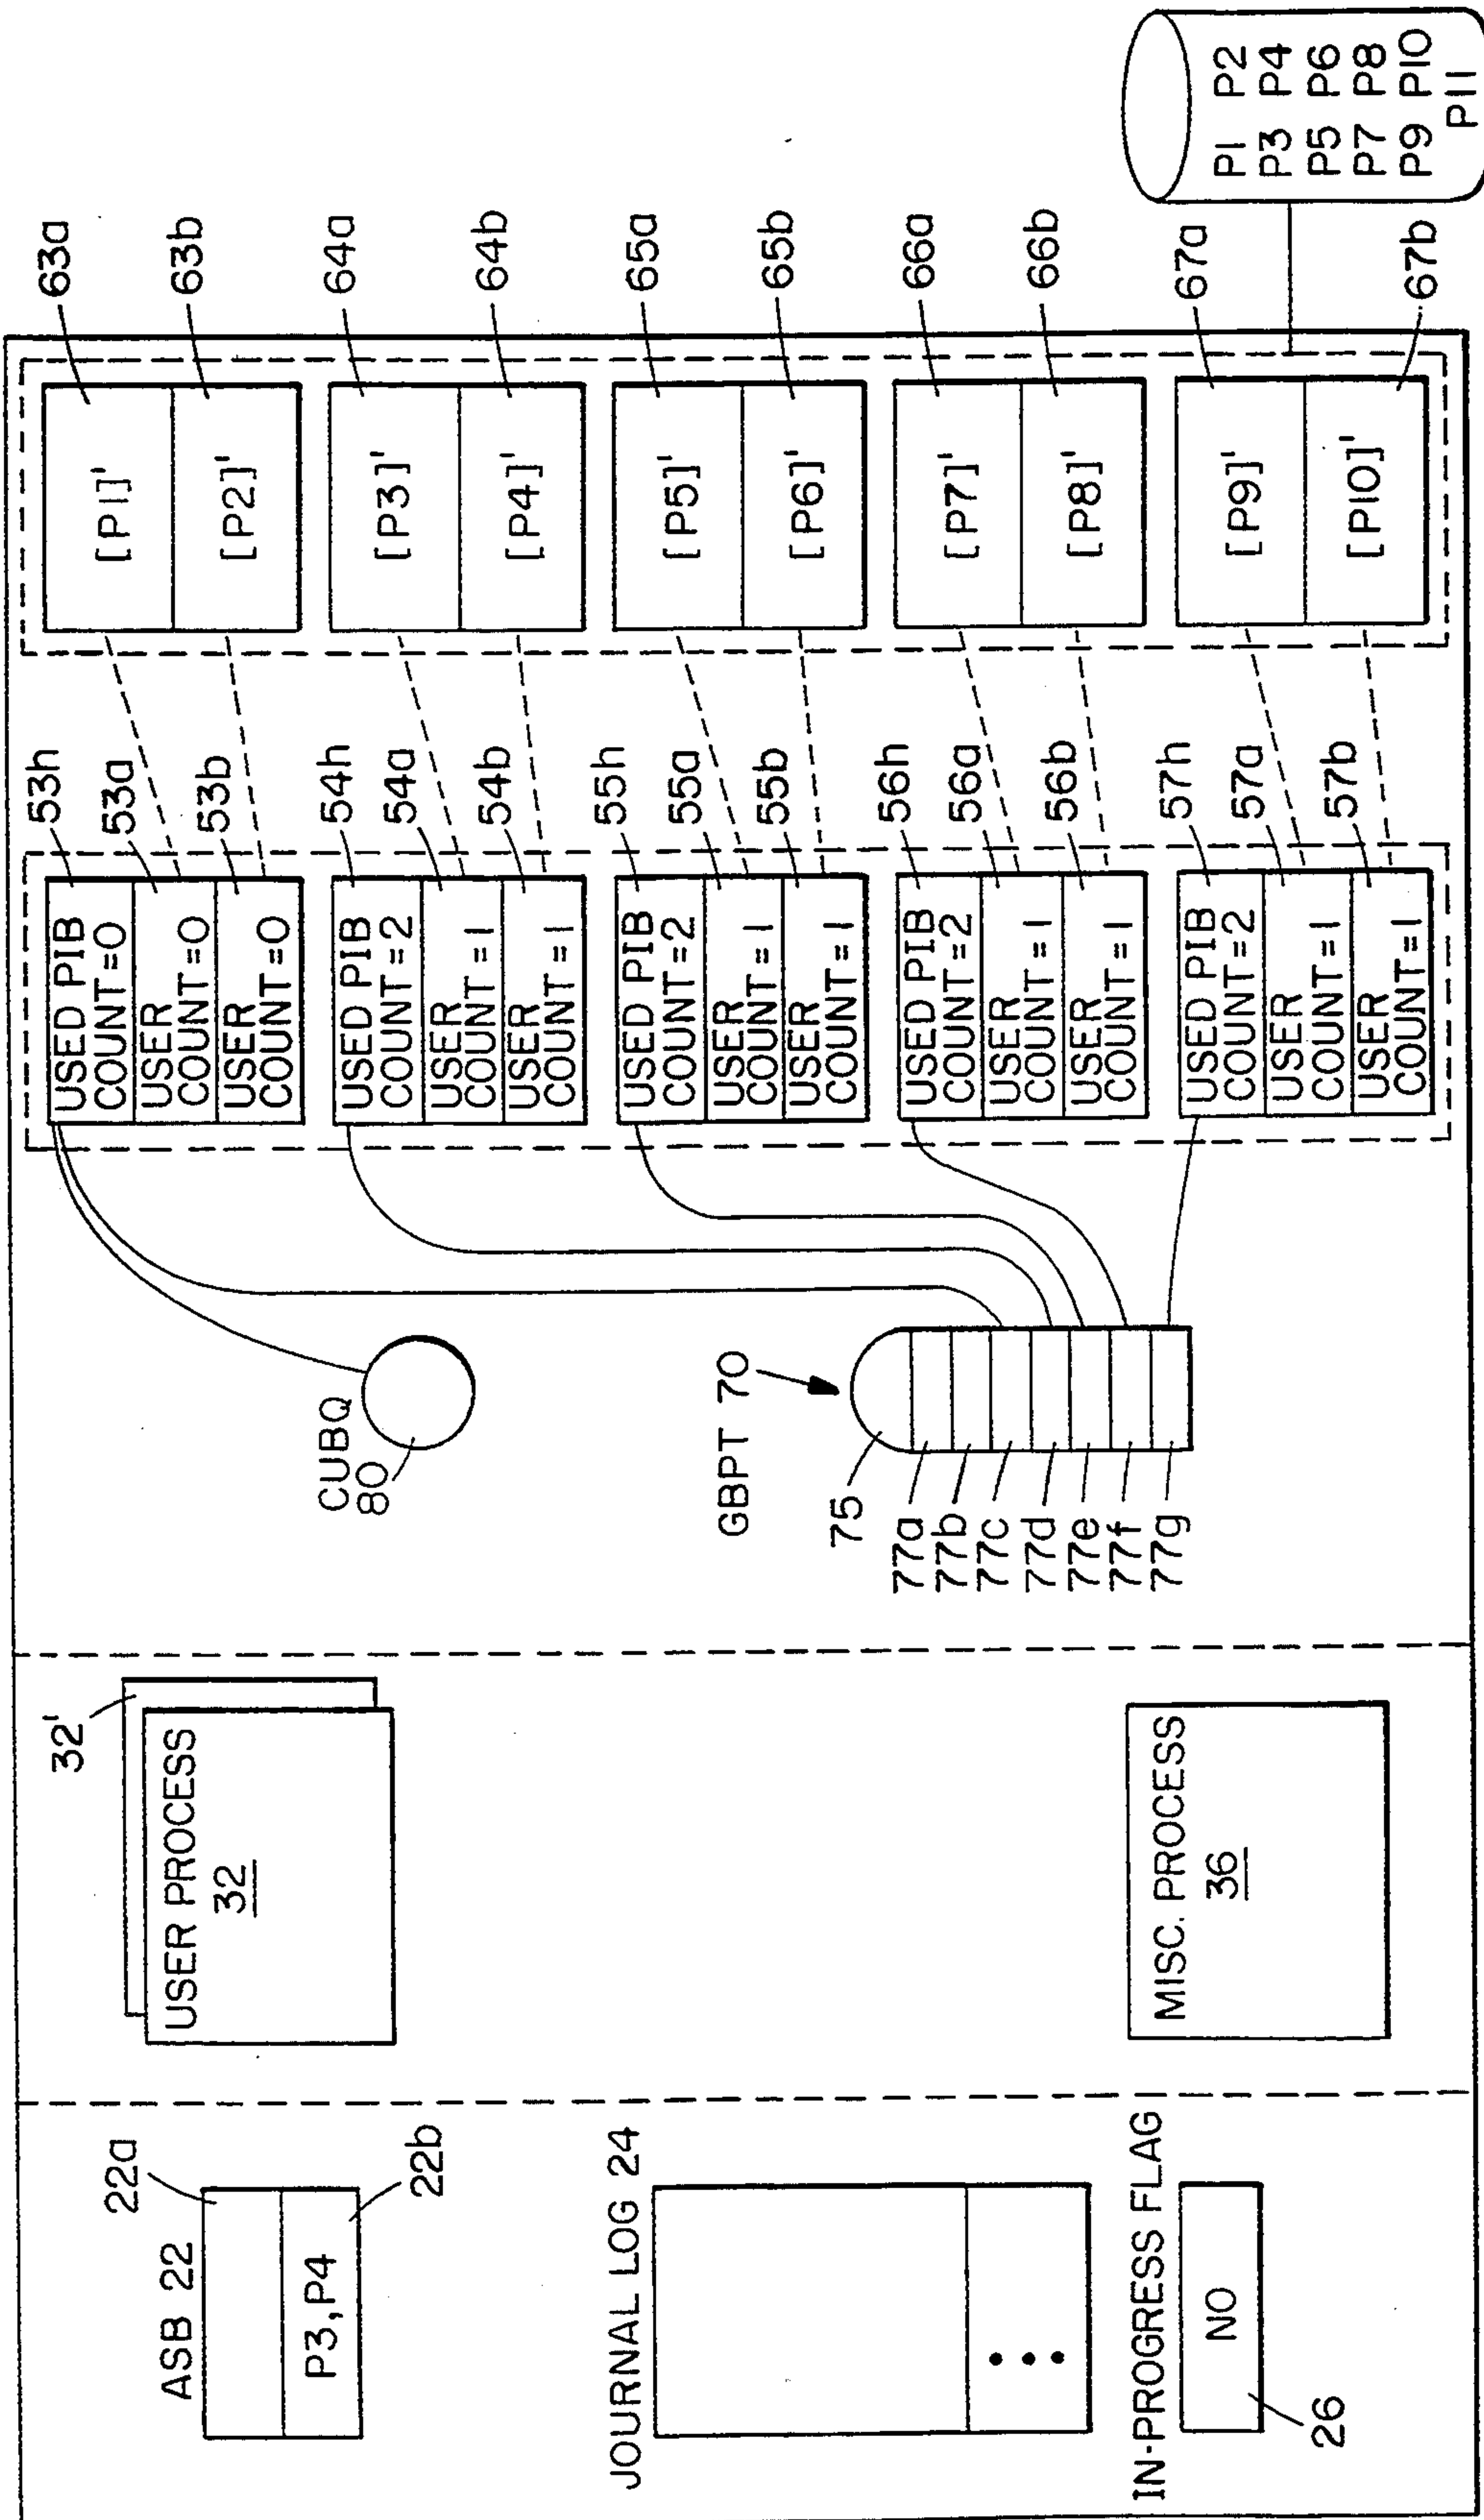 ASB 22
22a
P3,P4
22b
JOURNAL LOG 24
IN-PROGRESS FLAG
NO
26
32'
USER PROCESS
32
MISC. PROCESS
36
CUBQ
80
GBPT 70
75
77a
77b
77c
77d
77e
77f
77g
53h
53a
53b
USED PIB
COUNT=0
USER
COUNT=0
USER
COUNT=0
54h
54a
54b
USED PIB
COUNT=2
USER
COUNT=1
USER
COUNT=1
55h
55a
55b
USED PIB
COUNT=2
USER
COUNT=1
USER
COUNT=1
56h
56a
56b
USED PIB
COUNT=2
USER
COUNT=1
USER
COUNT=1
57h
57a
57b
USED PIB
COUNT=2
USER
COUNT=1
USER
COUNT=1
63a
[P1]'
63b
[P2]'
64a
[P3]'
64b
[P4]'
65a
[P5]'
65b
[P6]'
66a
[P7]'
66b
[P8]'
67a
[P9]'
67b
[P10]'
P1 P2
P3 P4
P5 P6
P7 P8
P9 P10
P11